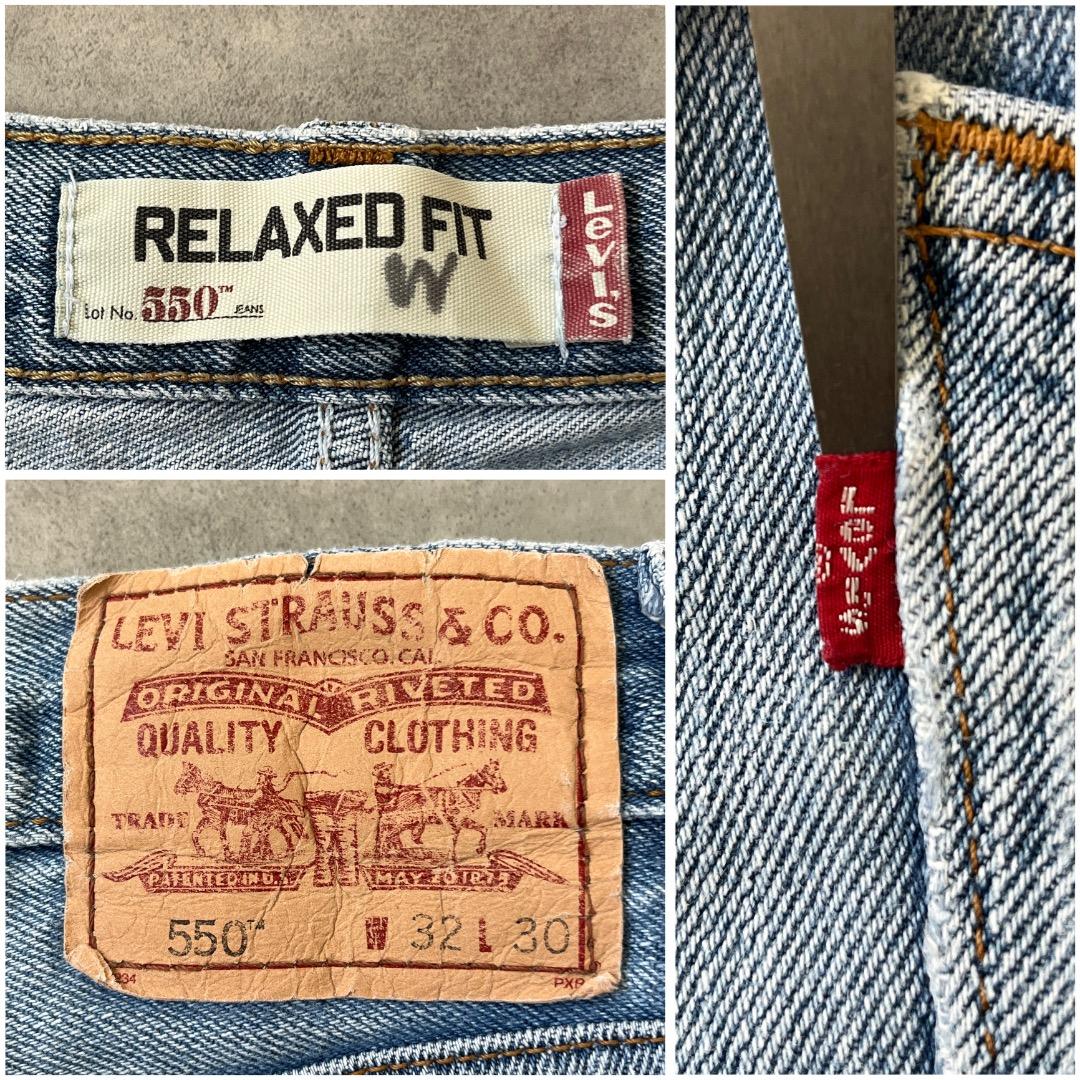 RELAXED FIT
W
Lot No. 550™ JEANS
Levi's
LEVI STRAUSS & CO.
SAN FRANCISCO, CAL.
ORIGINAL RIVETED
QUALITY CLOTHING
TRADE MARK
PATENTED IN U.S. MAY 20 1873
550™ W 32 L 30
PXP
Levi's
®